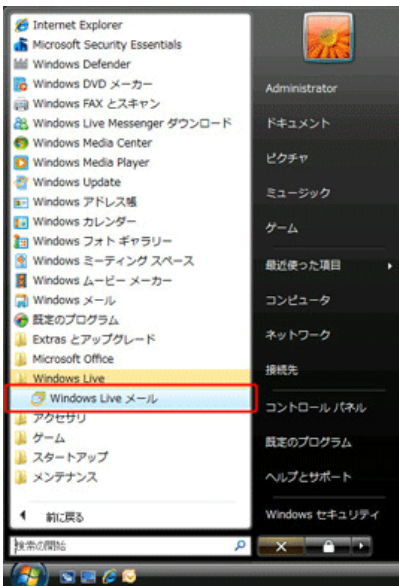 Internet Explorer
Microsoft Security Essentials
Windows Defender
Windows DVD メーカー
Windows FAX とスキャン
Windows Live Messenger ダウンロード
Windows Media Center
Windows Media Player
Windows Update
Windows アドレス帳
Windows カレンダー
Windows フォト ギャラリー
Windows ミーティング スペース
Windows ムービー メーカー
Windows メール
既定のプログラム
Extras とアップグレード
Microsoft Office
Windows Live
Windows Live メール
アクセサリ
ゲーム
スタートアップ
メンテナンス
前に戻る
検索の開始
Administrator
ドキュメント
ピクチャ
ミュージック
ゲーム
最近使った項目
コンピュータ
ネットワーク
接続先
コントロール パネル
既定のプログラム
ヘルプとサポート
Windows セキュリティ